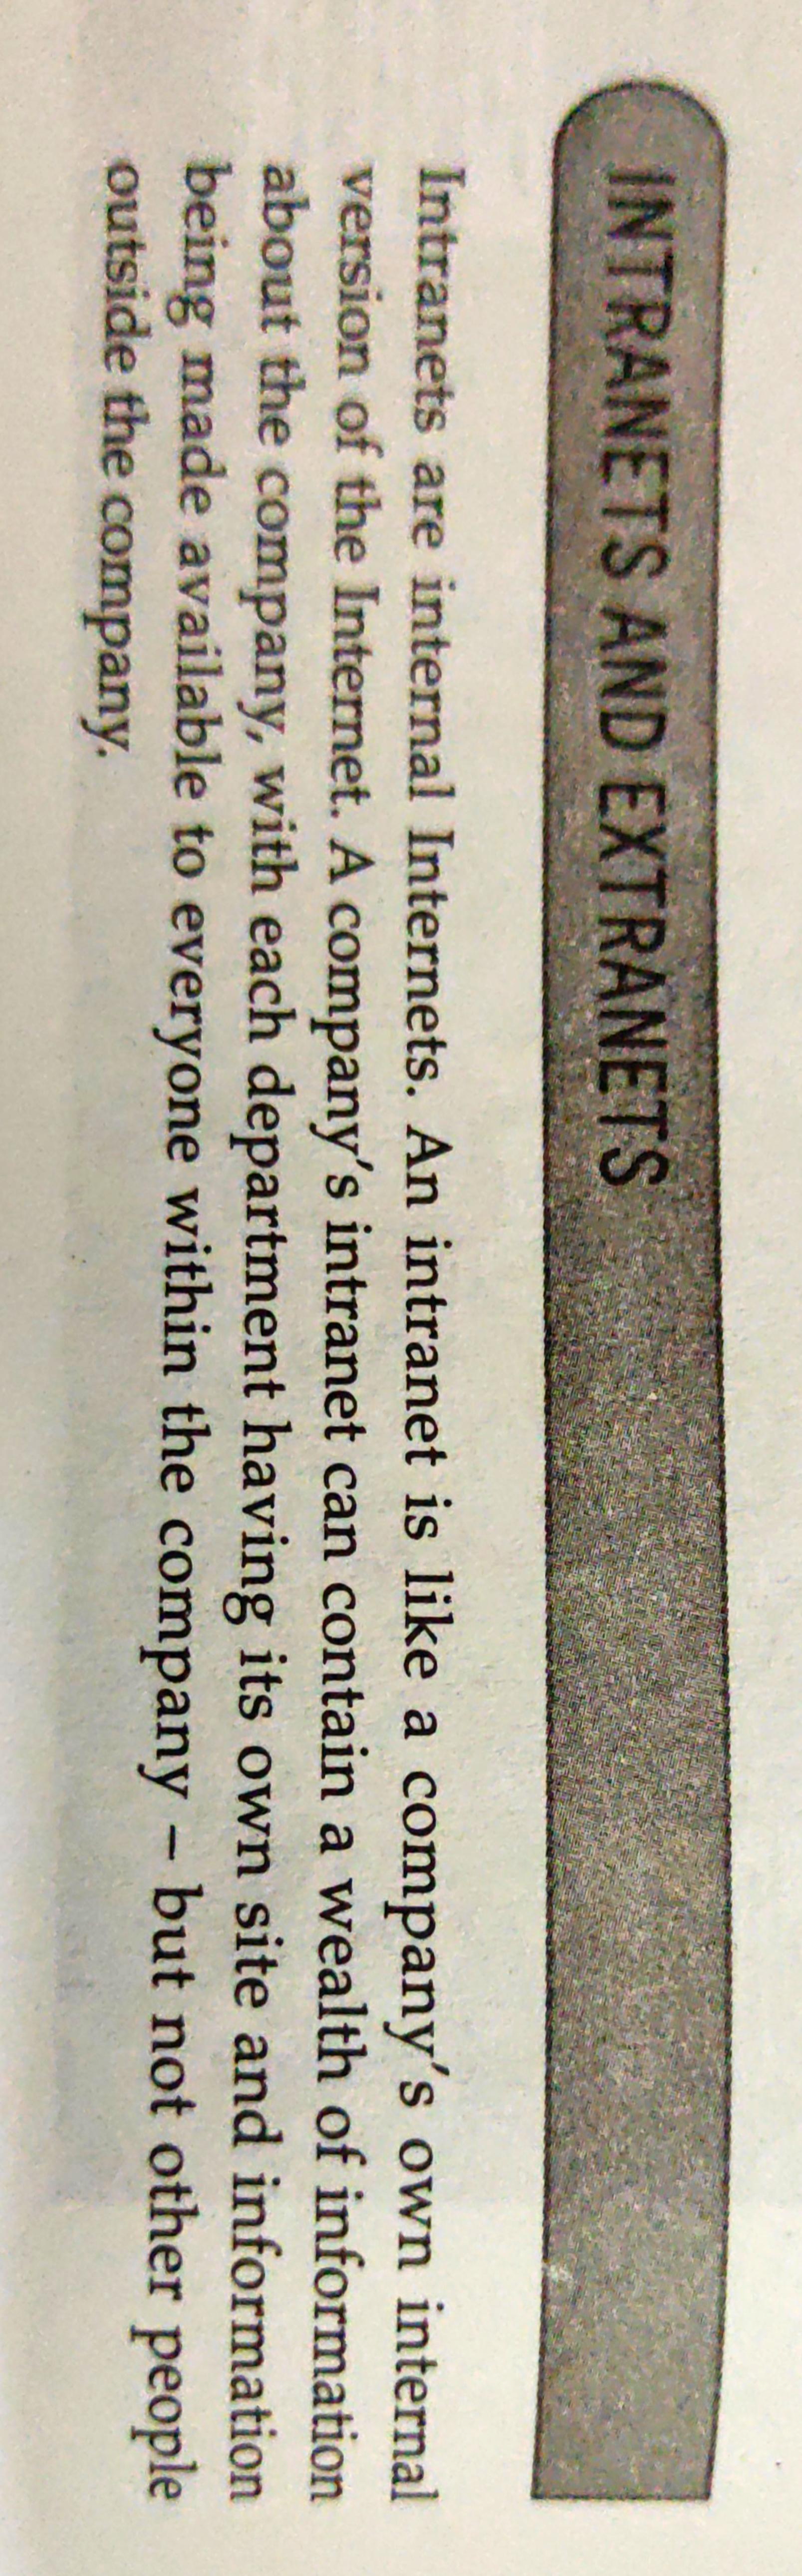 INTRANETS AND EXTRANETS
Intranets are internal Internets. An intranet is like a company's own internal
version of the Internet. A company's intranet can contain a wealth of information
about the company, with each department having its own site and information
being made available to everyone within the company – but not other people
outside the company.